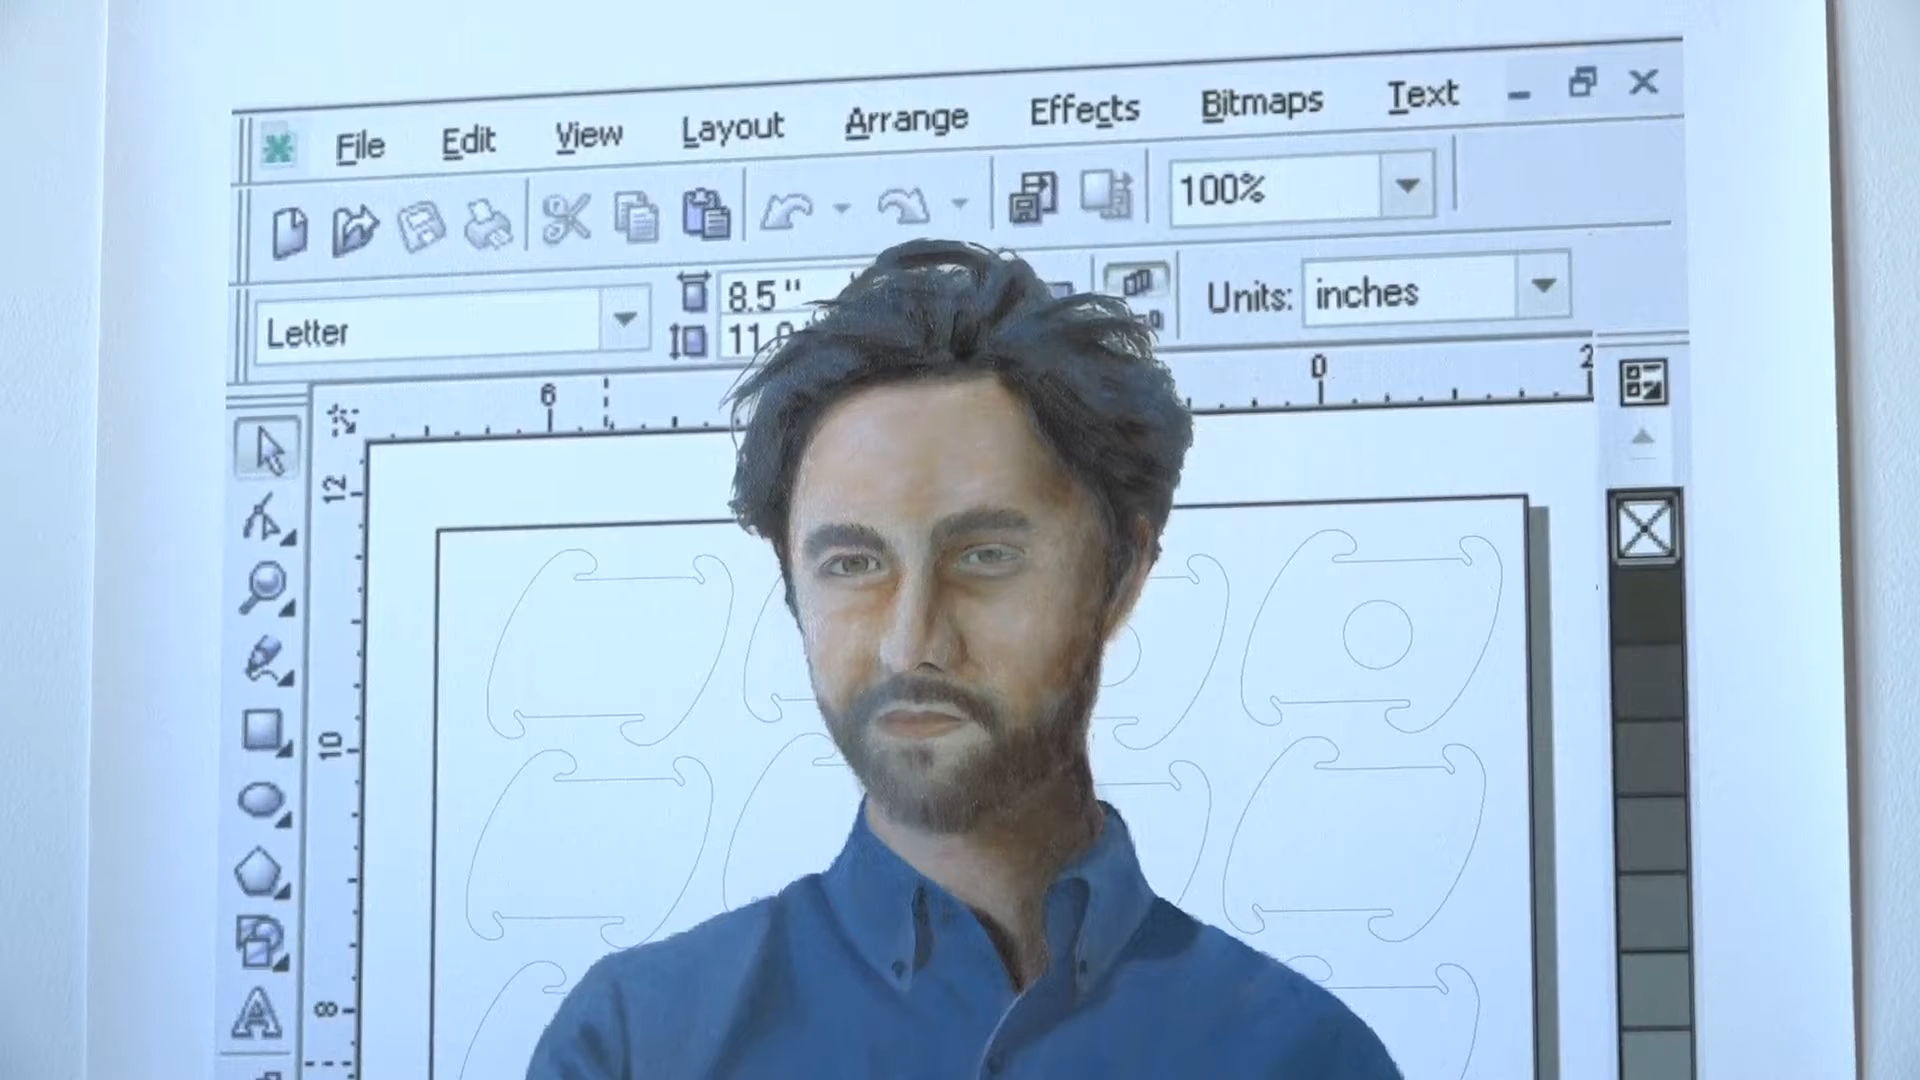 File Edit View Layout Arrange Effects Bitmaps Text
100%
Letter
8.5"
Units: inches
6 0 2
12
10
8